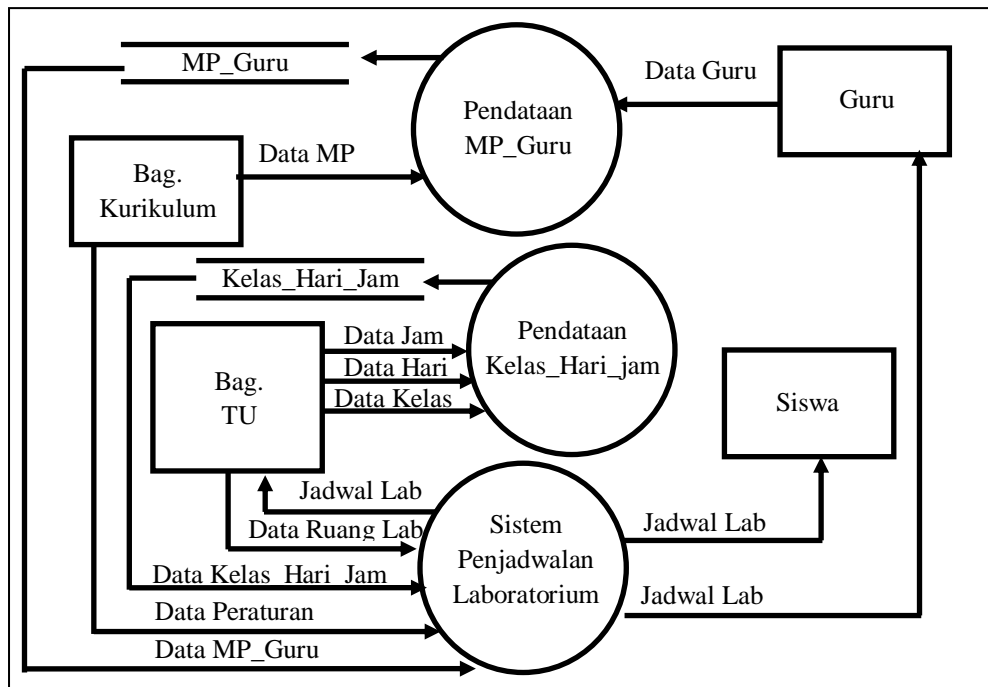 MP_Guru
Data Guru
Guru
Pendataan
MP_Guru
Data MP
Bag.
Kurikulum
Kelas_Hari_Jam
Pendataan
Kelas_Hari_jam
Data Jam
Data Hari
Data Kelas
Bag.
TU
Siswa
Jadwal Lab
Data Ruang Lab
Sistem
Penjadwalan
Laboratorium
Jadwal Lab
Data Kelas_Hari_Jam
Jadwal Lab
Data Peraturan
Data MP_Guru